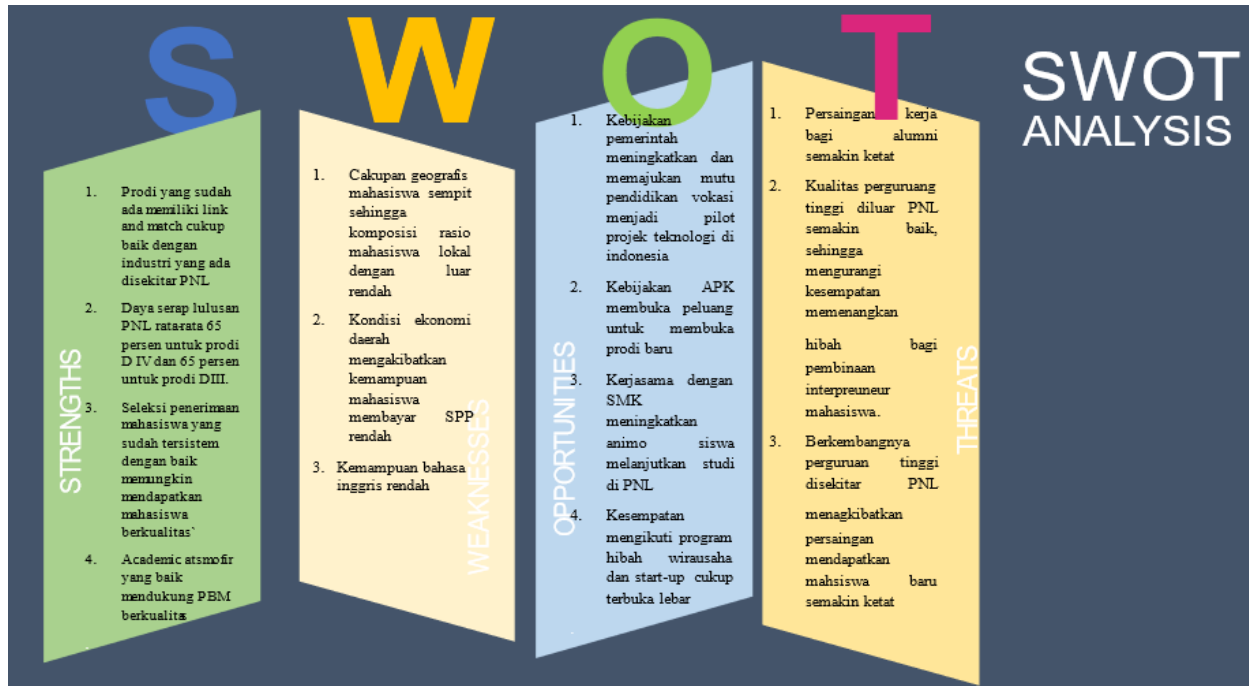 S
W
O
T
SWOT
ANALYSIS
STRENGTHS
1. Prodi yang sudah
ada memiliki link
and match cukup
baik dengan
industri yang ada
disekitar PNL
2. Daya serap lulusan
PNL rata-rata 65
persen untuk prodi
D IV dan 65 persen
untuk prodi DIII.
3. Seleksi penerimaan
mahasiswa yang
sudah tersistem
dengan baik
memungkin
mendapatkan
mahasiswa
berkualitas`
4. Academic atsmofir
yang baik
mendukung PBM
berkualitas
.
WEAKNESSES
1. Cakupan geografis
mahasiswa sempit
sehingga
komposisi rasio
mahasiswa lokal
dengan luar
rendah
2. Kondisi ekonomi
daerah
mengakibatkan
kemampuan
mahasiswa
membayar SPP
rendah
3. Kemampuan bahasa
inggris rendah
OPPORTUNITIES
1. Kebijakan
pemerintah
meningkatkan dan
memajukan mutu
pendidikan vokasi
menjadi pilot
projek teknologi di
indonesia
2. Kebijakan APK
membuka peluang
untuk membuka
prodi baru
3. Kerjasama dengan
SMK
meningkatkan
animo siswa
melanjutkan studi
di PNL
4. Kesempatan
mengikuti program
hibah wirausaha
dan start-up cukup
terbuka lebar
.
THREATS
1. Persaingan kerja
bagi alumni
semakin ketat
2. Kualitas perguruang
tinggi diluar PNL
semakin baik,
sehingga
mengurangi
kesempatan
memenangkan
hibah bagi
pembinaan
interpreuneur
mahasiswa.
3. Berkembangnya
perguruan tinggi
disekitar PNL
menagkibatkan
persaingan
mendapatkan
mahsiswa baru
semakin ketat